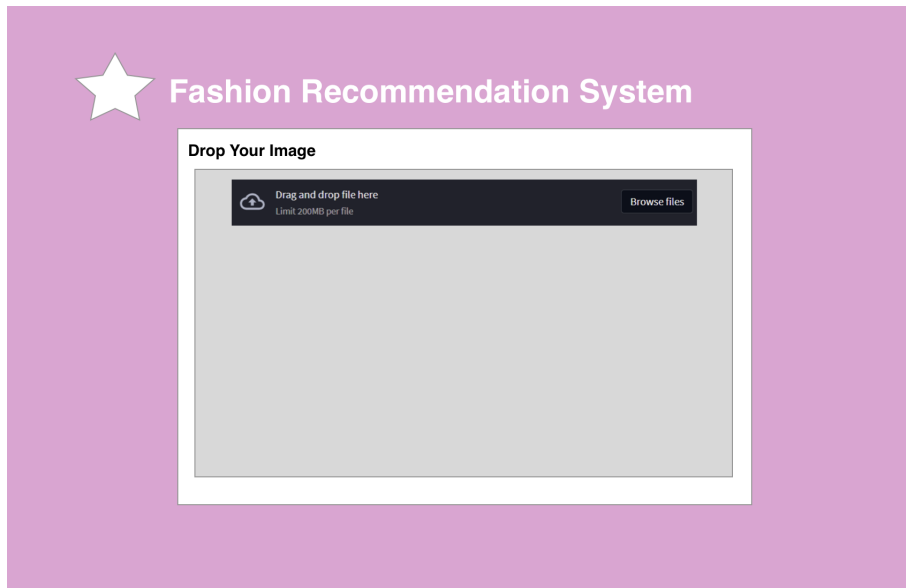 Fashion Recommendation System
Drop Your Image
Drag and drop file here
Limit 200MB per file
Browse files